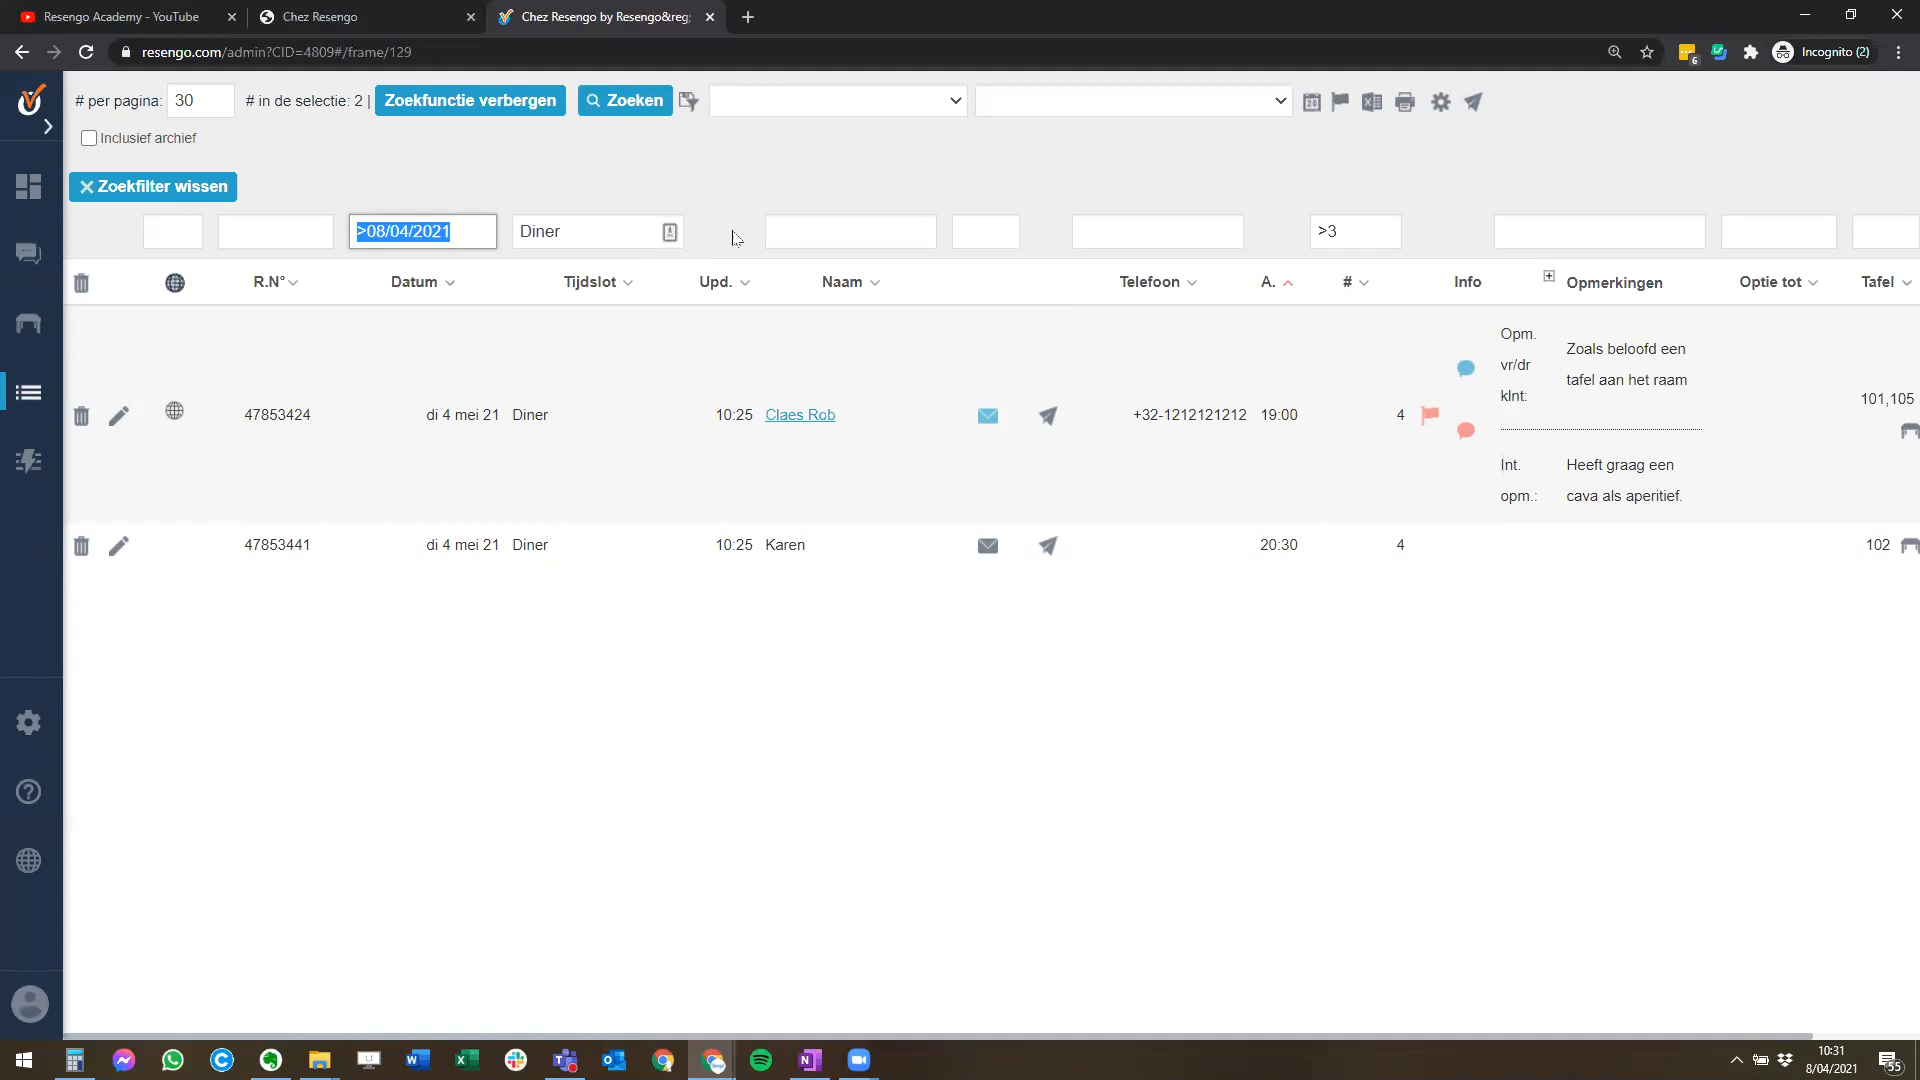 Resengo Academy - YouTube
Chez Resengo
Chez Resengo by Resengo&reg;
resengo.com/admin?CID=4809#/frame/129
6
Incognito (2)
# per pagina: 30 # in de selectie: 2 | Zoekfunctie verbergen Zoeken
20
Inclusief archief
Zoekfilter wissen
>08/04/2021 Diner >3
R.N° Datum Tijdslot Upd. Naam Telefoon A. # Info Opmerkingen Optie tot Tafel
Opm. vr/dr klnt: Zoals beloofd een tafel aan het raam
47853424 di 4 mei 21 Diner 10:25 Claes Rob +32-1212121212 19:00 4 101,105
Int. opm.: Heeft graag een cava als aperitief.
47853441 di 4 mei 21 Diner 10:25 Karen 20:30 4 102
10:31
8/04/2021
55